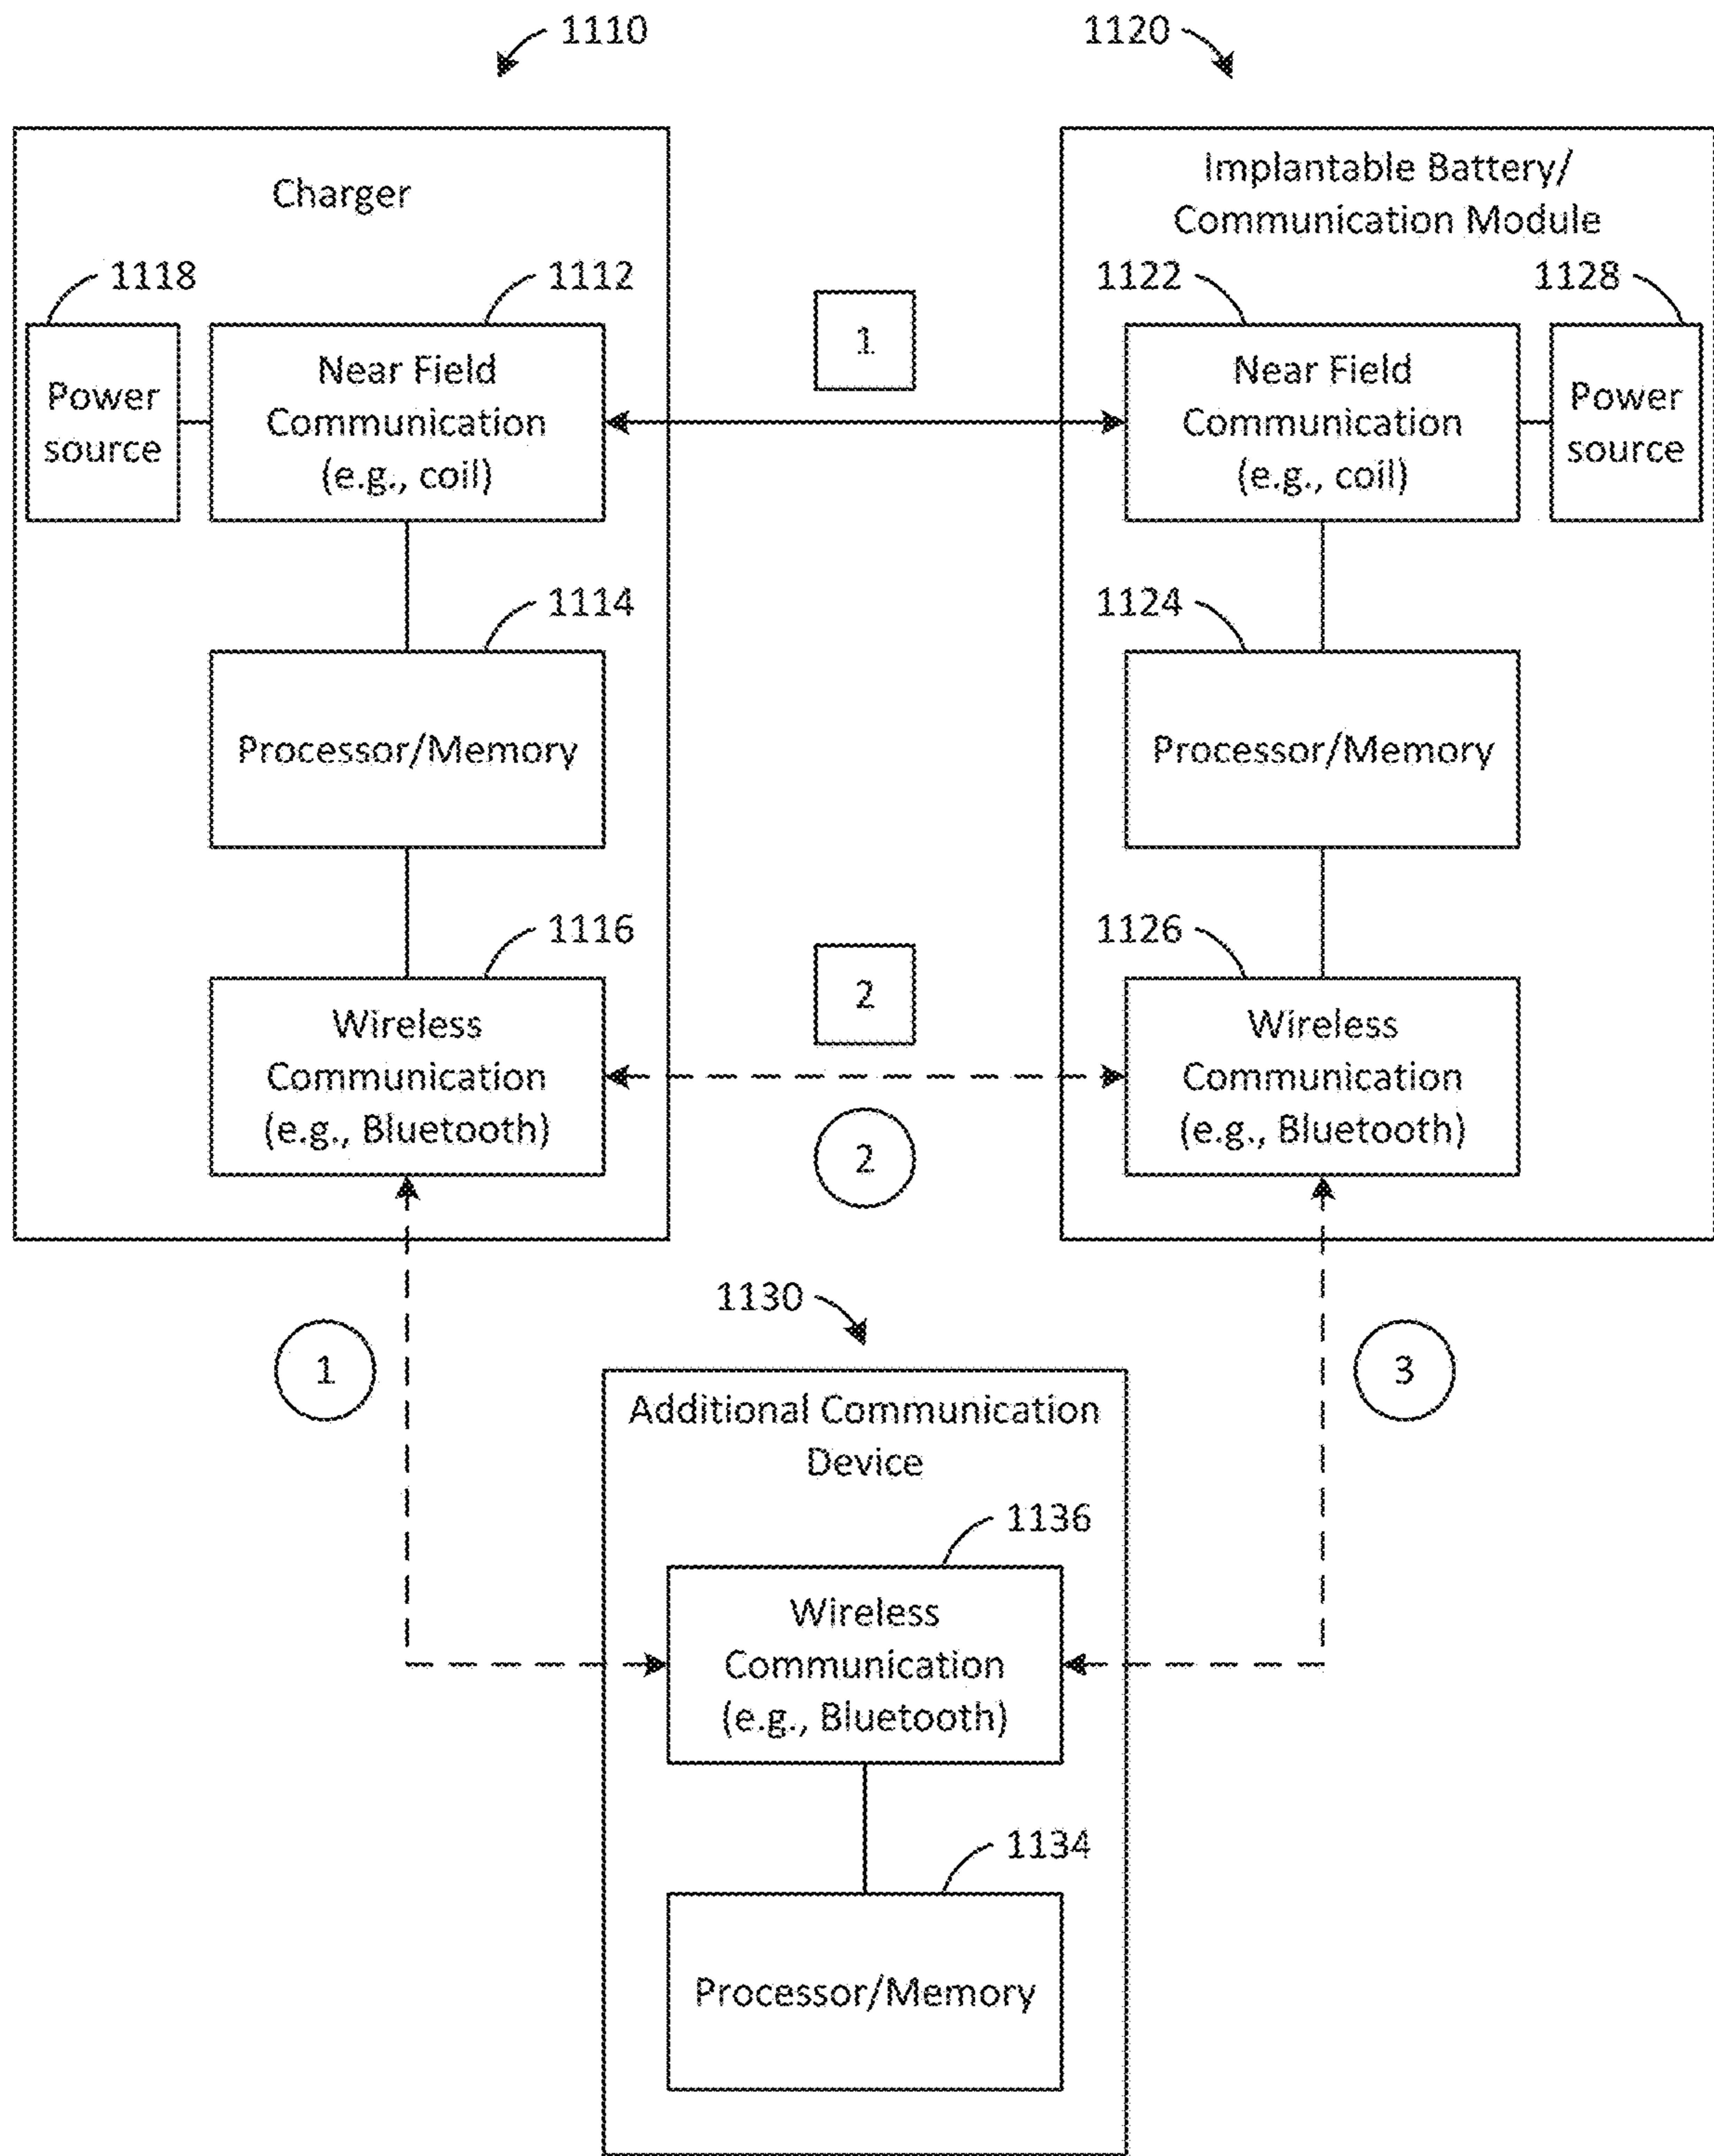 1110
1120
Charger
Implantable Battery/
Communication Module
1118
1112
1122
1128
1
Power
source
Near Field
Communication
(e.g., coil)
Near Field
Communication
(e.g., coil)
Power
source
1114
1124
Processor/Memory
Processor/Memory
1116
1126
2
Wireless
Communication
(e.g., Bluetooth)
Wireless
Communication
(e.g., Bluetooth)
2
1130
1
3
Additional Communication
Device
1136
Wireless
Communication
(e.g., Bluetooth)
1134
Processor/Memory